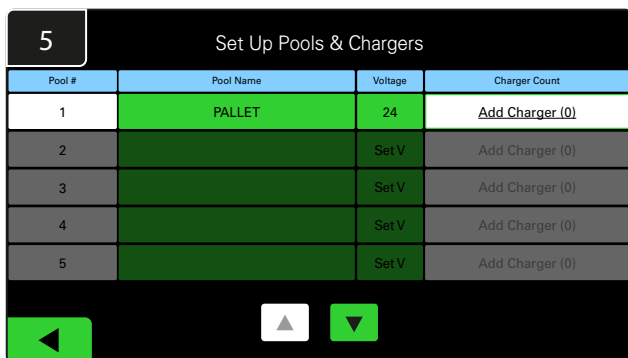 5
Set Up Pools & Chargers
Pool # Pool Name Voltage Charger Count
1 PALLET 24 Add Charger (0)
2 Set V Add Charger (0)
3 Set V Add Charger (0)
4 Set V Add Charger (0)
5 Set V Add Charger (0)